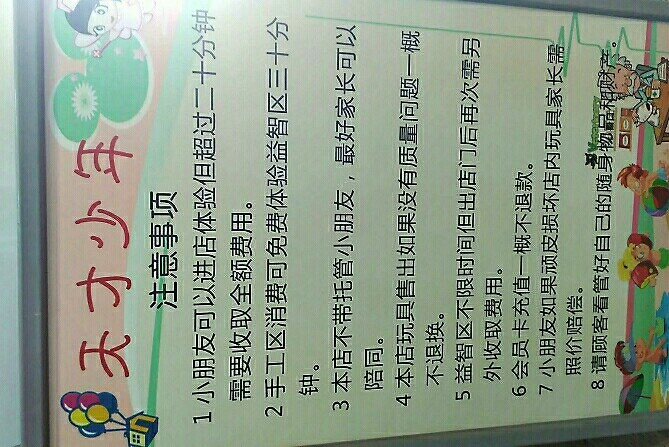 天才少年
注意事项
1 小朋友可以进店体验但超过二十分钟
需要收取全额费用。
2 手工区消费可免费体验益智区三十分
钟。
3 本店不带托管小朋友，最好家长可以
陪同。
4 本店玩具售出如果没有质量问题一概
不退换。
5 益智区不限时间但出店门后再次需另
外收取费用。
6 会员卡充值一概不退款。
7 小朋友如果顽皮损坏店内玩具家长需
照价赔偿。
8 请顾客看管好自己的随身物品和财产。